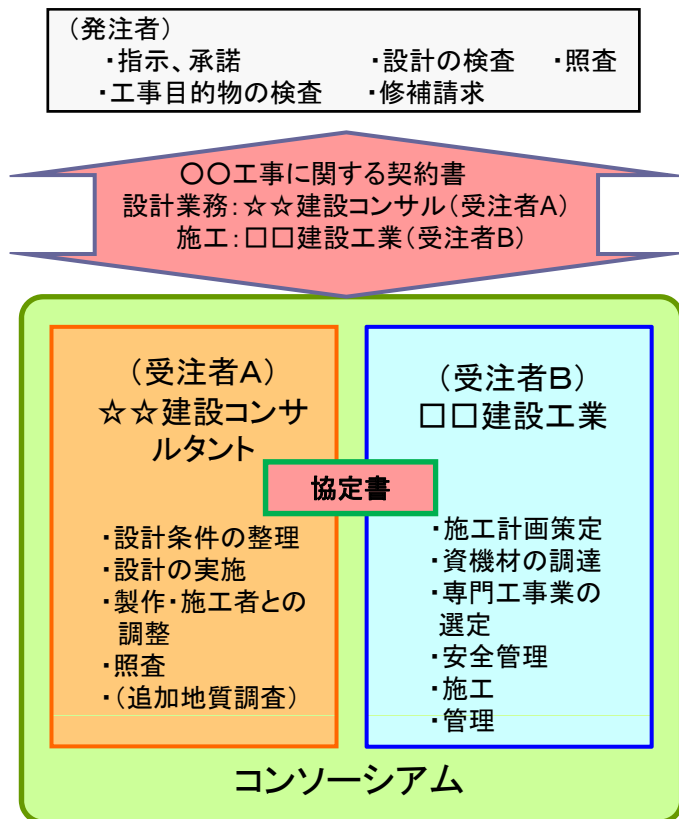 (発注者)
・指示、承諾 ・設計の検査 ・照査
・工事目的物の検査 ・修補請求
〇〇工事に関する契約書
設計業務:☆☆建設コンサル(受注者A)
施工:□□建設工業(受注者B)
(受注者A)
☆☆建設コンサ
ルタント
(受注者B)
□□建設工業
協定書
・設計条件の整理
・設計の実施
・製作・施工者との
調整
・照査
・(追加地質調査)
・施工計画策定
・資機材の調達
・専門工事業の
選定
・安全管理
・施工
・管理
コンソーシアム